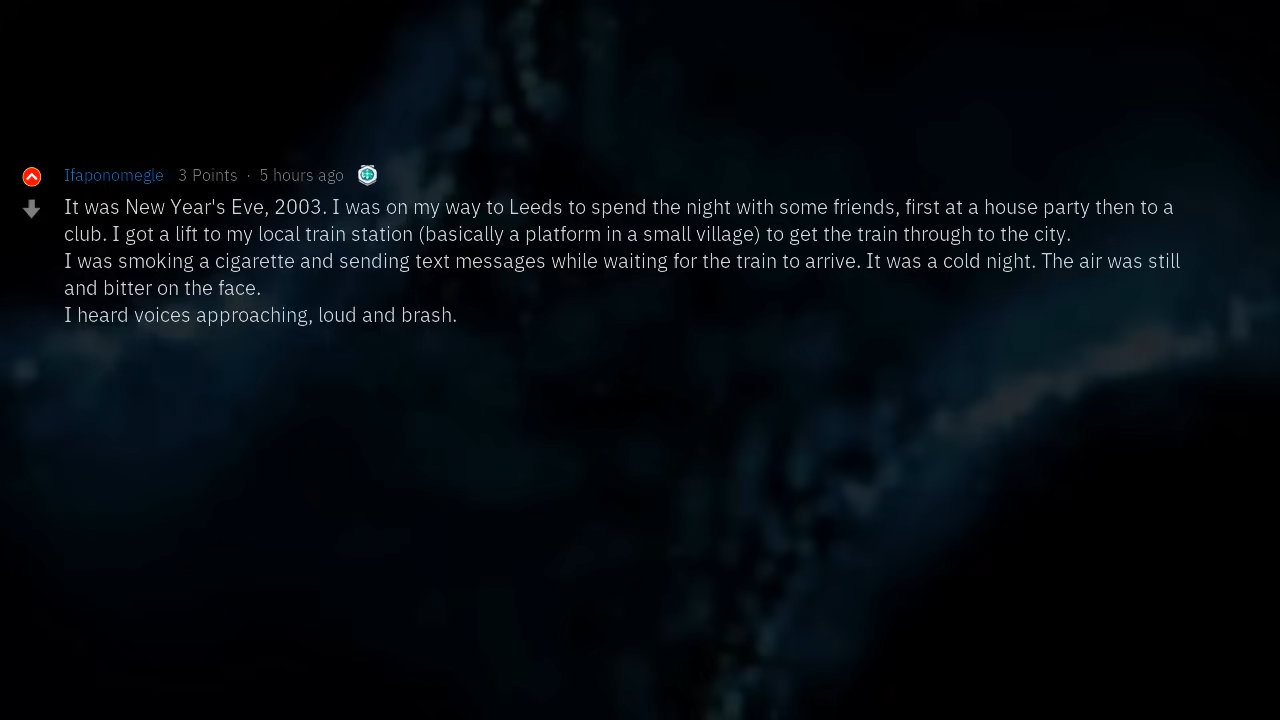 Ifaponomegle 3 Points · 5 hours ago
It was New Year's Eve, 2003. I was on my way to Leeds to spend the night with some friends, first at a house party then to a
club. I got a lift to my local train station (basically a platform in a small village) to get the train through to the city.
I was smoking a cigarette and sending text messages while waiting for the train to arrive. It was a cold night. The air was still
and bitter on the face.
I heard voices approaching, loud and brash.